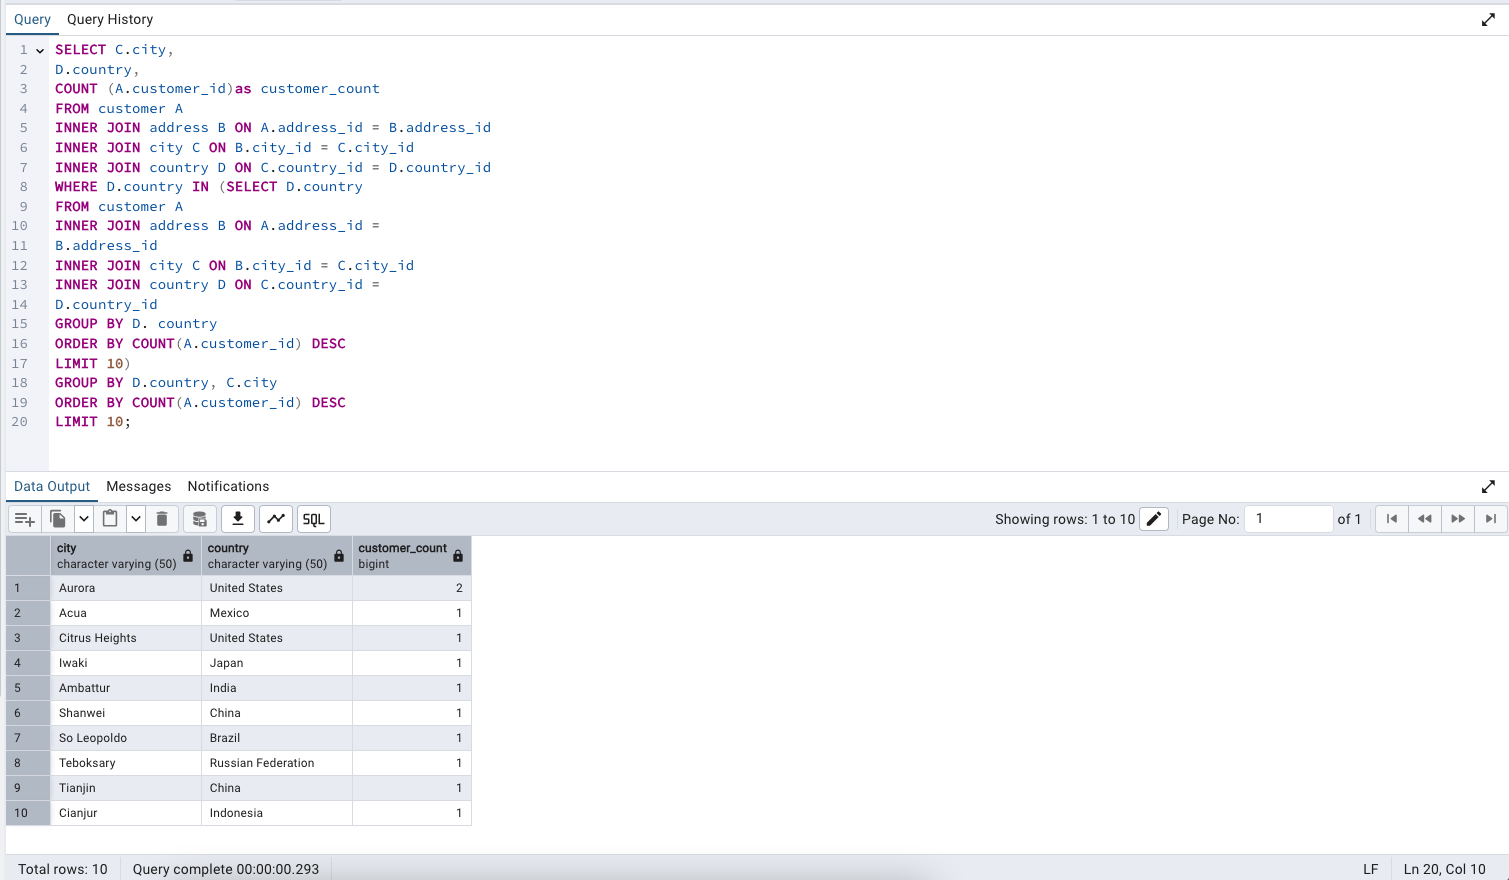 Query Query History
1 SELECT C.city,
2 D.country,
3 COUNT (A.customer_id)as customer_count
4 FROM customer A
5 INNER JOIN address B ON A.address_id = B.address_id
6 INNER JOIN city C ON B.city_id = C.city_id
7 INNER JOIN country D ON C.country_id = D.country_id
8 WHERE D.country IN (SELECT D.country
9 FROM customer A
10 INNER JOIN address B ON A.address_id =
11 B.address_id
12 INNER JOIN city C ON B.city_id = C.city_id
13 INNER JOIN country D ON C.country_id =
14 D.country_id
15 GROUP BY D. country
16 ORDER BY COUNT(A.customer_id) DESC
17 LIMIT 10)
18 GROUP BY D.country, C.city
19 ORDER BY COUNT(A.customer_id) DESC
20 LIMIT 10;
Data Output Messages Notifications
SQL Showing rows: 1 to 10 Page No: 1 of 1
city country customer_count
character varying (50) character varying (50) bigint
1 Aurora United States 2
2 Acua Mexico 1
3 Citrus Heights United States 1
4 Iwaki Japan 1
5 Ambattur India 1
6 Shanwei China 1
7 So Leopoldo Brazil 1
8 Teboksary Russian Federation 1
9 Tianjin China 1
10 Cianjur Indonesia 1
Total rows: 10 Query complete 00:00:00.293 LF Ln 20, Col 10